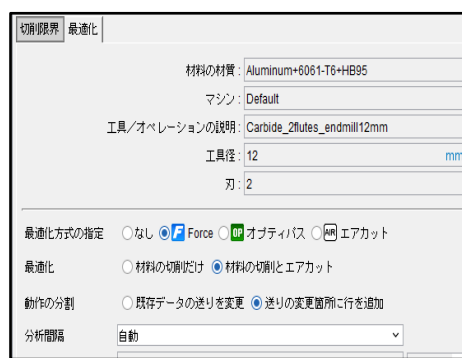 切削限界 最適化
材料の材質 : Aluminum+6061-T6+HB95
マシン : Default
工具／オペレーションの説明 : Carbide_2flutes_endmill12mm
工具径 : 12 mm
刃 : 2
最適化方式の指定 なし F Force OP オプティパス AIR エアカット
最適化 材料の切削だけ 材料の切削とエアカット
動作の分割 既存データの送りを変更 送りの変更箇所に行を追加
分析間隔 自動